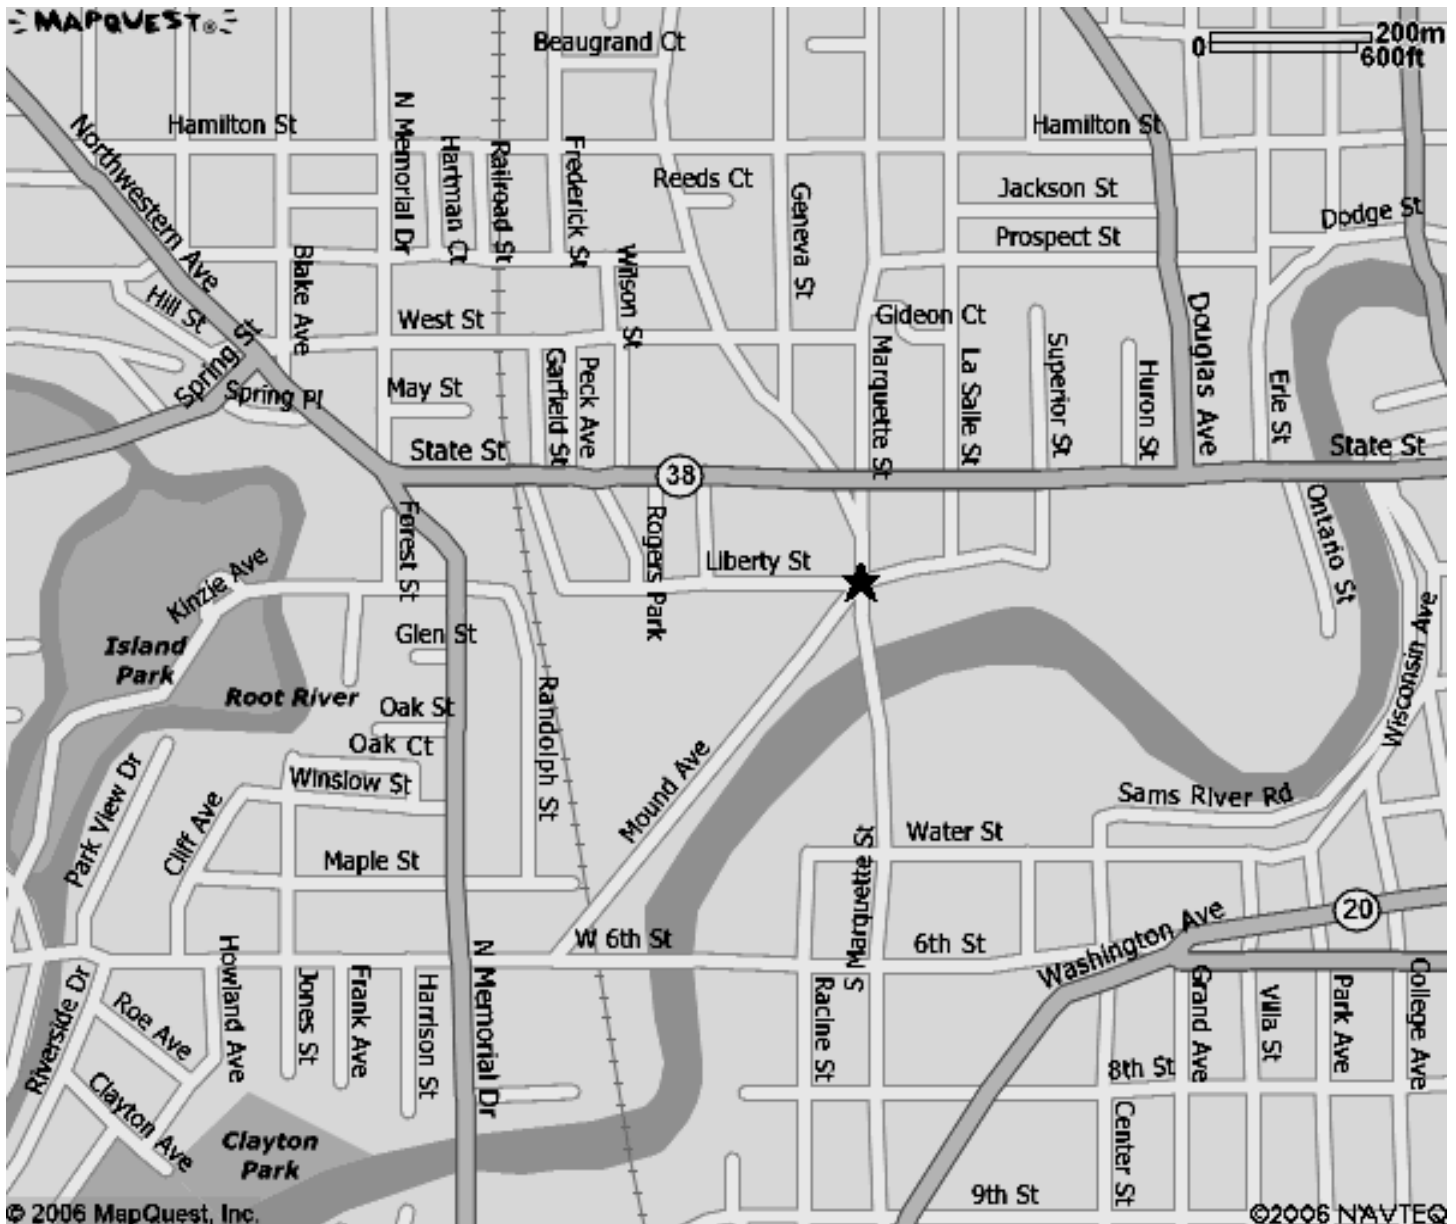 MAPQUEST®
0 200m
600ft
Beaugrand Ct
Northwestern Ave
Hamilton St
N Memorial Dr
Hartman Ct
Railroad St
Frederick St
Reeds Ct
Geneva St
Hamilton St
Jackson St
Prospect St
Dodge St
Hill St
Blake Ave
West St
Wilson St
Gideon Ct
Marquette St
La Salle St
Superior St
Huron St
Douglas Ave
Erie St
Spring St
Spring Pl
May St
Garfield St
Peck Ave
State St
38
State St
Forest St
Rogers Park
Liberty St
Ontario St
Kinzie Ave
Island
Park
Glen St
Root River
Oak St
Oak Ct
Winslow St
Randolph St
Mound Ave
Wisconsin Ave
Sams River Rd
Park View Dr
Cliff Ave
Maple St
Water St
S Marquette St
W 6th St
6th St
Washington Ave
20
Riverside Dr
Roe Ave
Howland Ave
Jones St
Frank Ave
Harrison St
N Memorial Dr
Racine St
Grand Ave
Villa St
Park Ave
College Ave
8th St
Clayton Ave
Clayton
Park
Center St
9th St
© 2006 MapQuest, Inc.
©2006 NAVTEQ